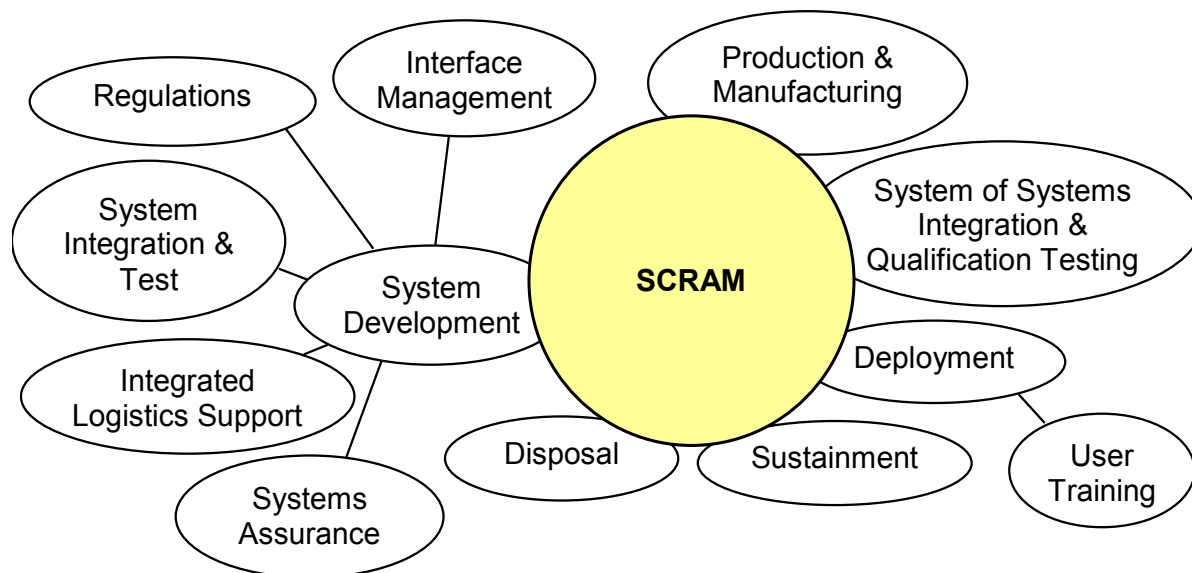 Regulations
Interface
Management
Production &
Manufacturing
System
Integration &
Test
System
Development
SCRAM
System of Systems
Integration &
Qualification Testing
Integrated
Logistics Support
Deployment
Systems
Assurance
Disposal
Sustainment
User
Training